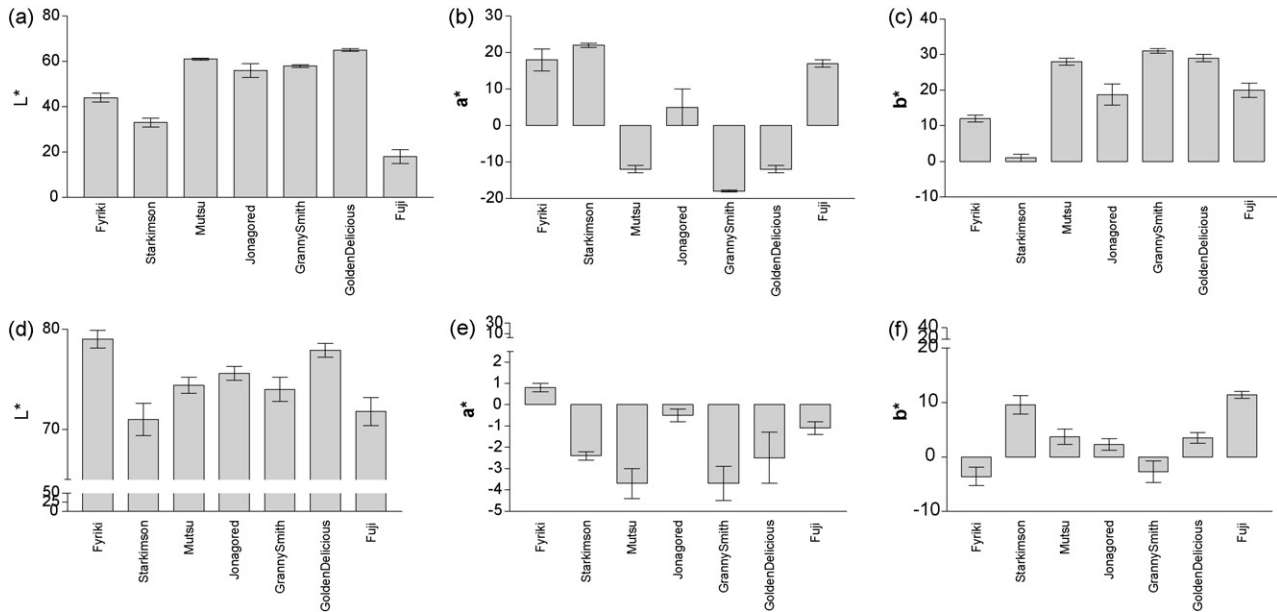 (a)
L*
80
60
40
20
0
Fyriki
Starkimson
Mutsu
Jonagored
GrannySmith
GoldenDelicious
Fuji
(b)
a*
30
20
10
0
-10
-20
Fyriki
Starkimson
Mutsu
Jonagored
GrannySmith
GoldenDelicious
Fuji
(c)
b*
40
30
20
10
0
-10
Fyriki
Starkimson
Mutsu
Jonagored
GrannySmith
GoldenDelicious
Fuji
(d)
L*
80
70
50
25
0
Fyriki
Starkimson
Mutsu
Jonagored
GrannySmith
GoldenDelicious
Fuji
(e)
a*
30
10
2
1
0
-1
-2
-3
-4
-5
Fyriki
Starkimson
Mutsu
Jonagored
GrannySmith
GoldenDelicious
Fuji
(f)
b*
40
20
20
10
0
-10
Fyriki
Starkimson
Mutsu
Jonagored
GrannySmith
GoldenDelicious
Fuji